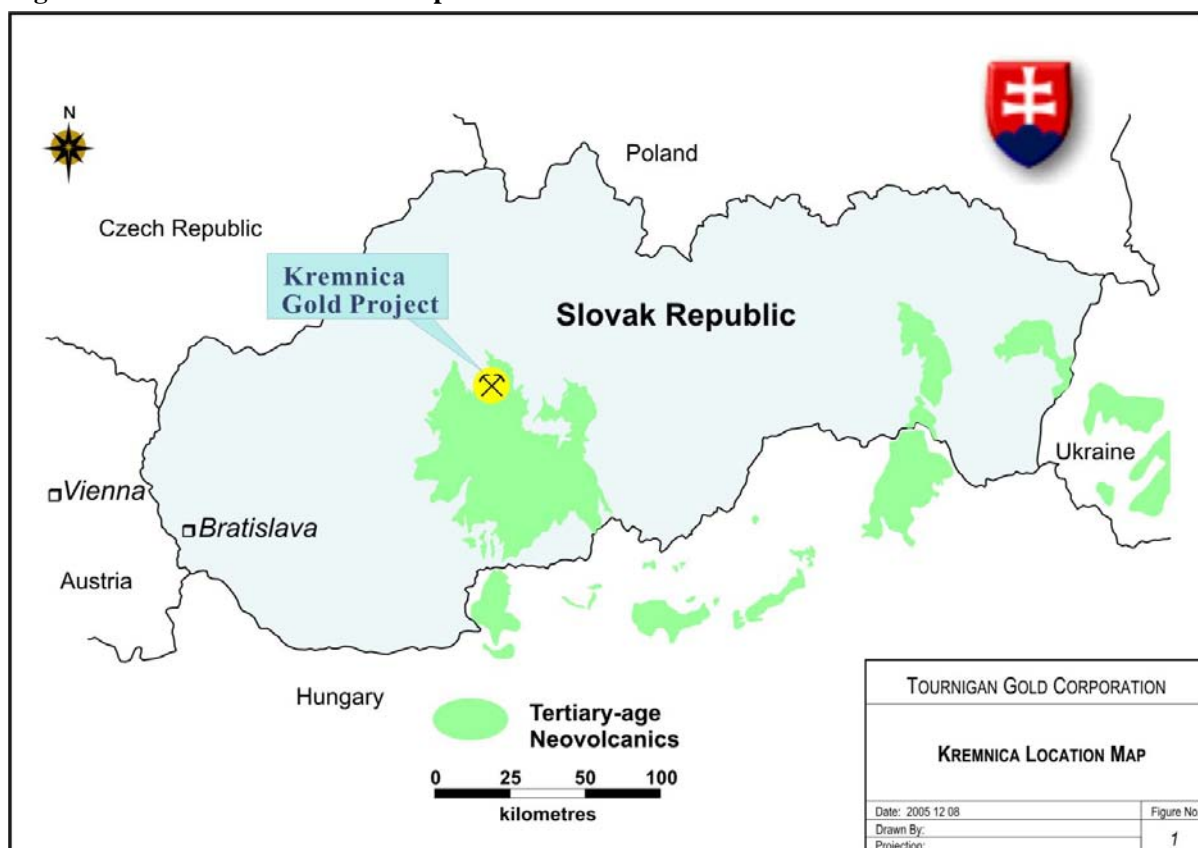 N
Poland
Czech Republic
Kremnica
Gold Project
Slovak Republic
Ukraine
Vienna
Bratislava
Austria
Hungary
Tertiary-age
Neovolcanics
0 25 50 100
kilometres
TOURNIGAN GOLD CORPORATION
KREMNICA LOCATION MAP
Date: 2005 12 08
Figure No
Drawn By:
1
Projection: